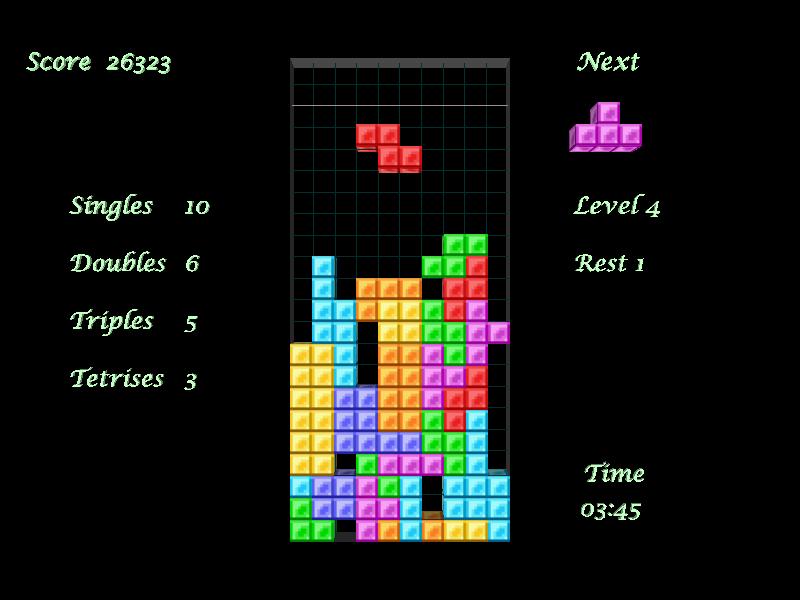 Score 26323
Next
Singles 10
Level 4
Doubles 6
Rest 1
Triples 5
Tetrises 3
Time
03:45